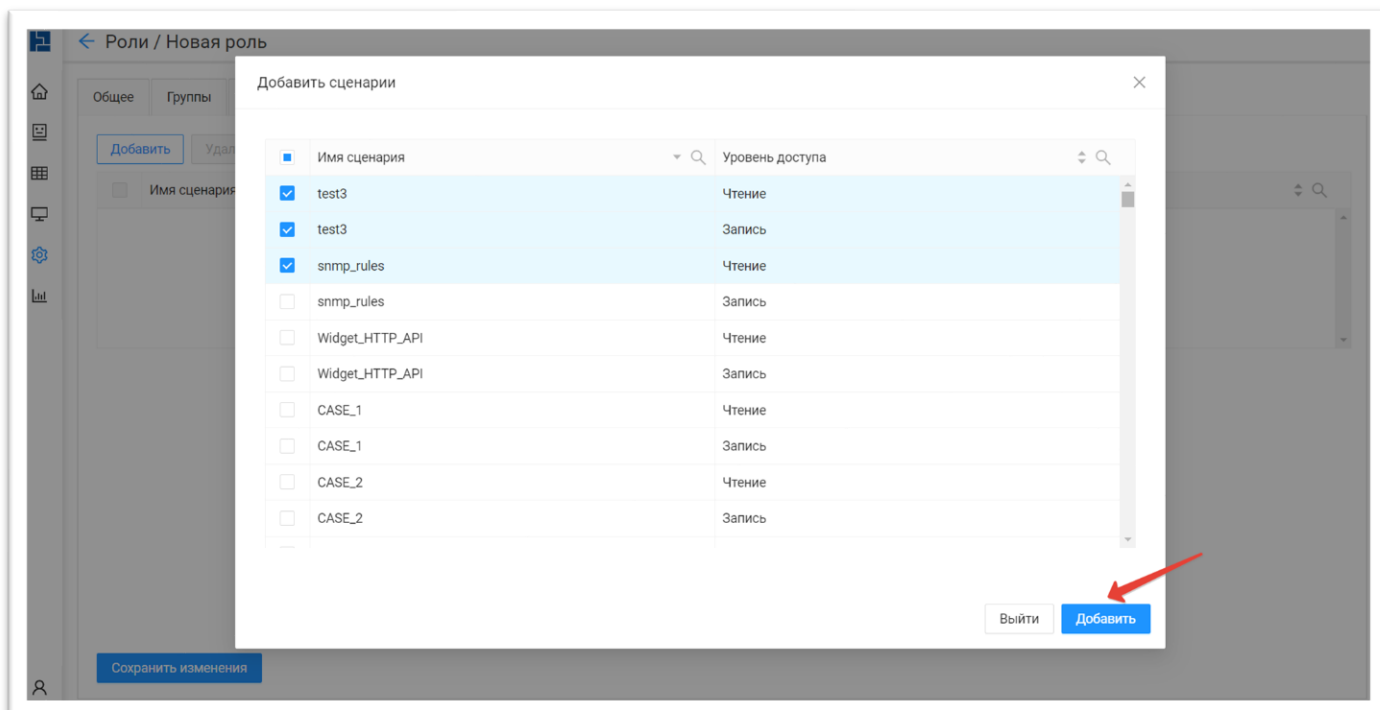 Роли / Новая роль
Добавить сценарии
Общее Группы
Добавить Удал
Имя сценария Уровень доступа
Имя сценария
test3 Чтение
test3 Запись
snmp_rules Чтение
snmp_rules Запись
Widget_HTTP_API Чтение
Widget_HTTP_API Запись
CASE_1 Чтение
CASE_1 Запись
CASE_2 Чтение
CASE_2 Запись
Выйти Добавить
Сохранить изменения